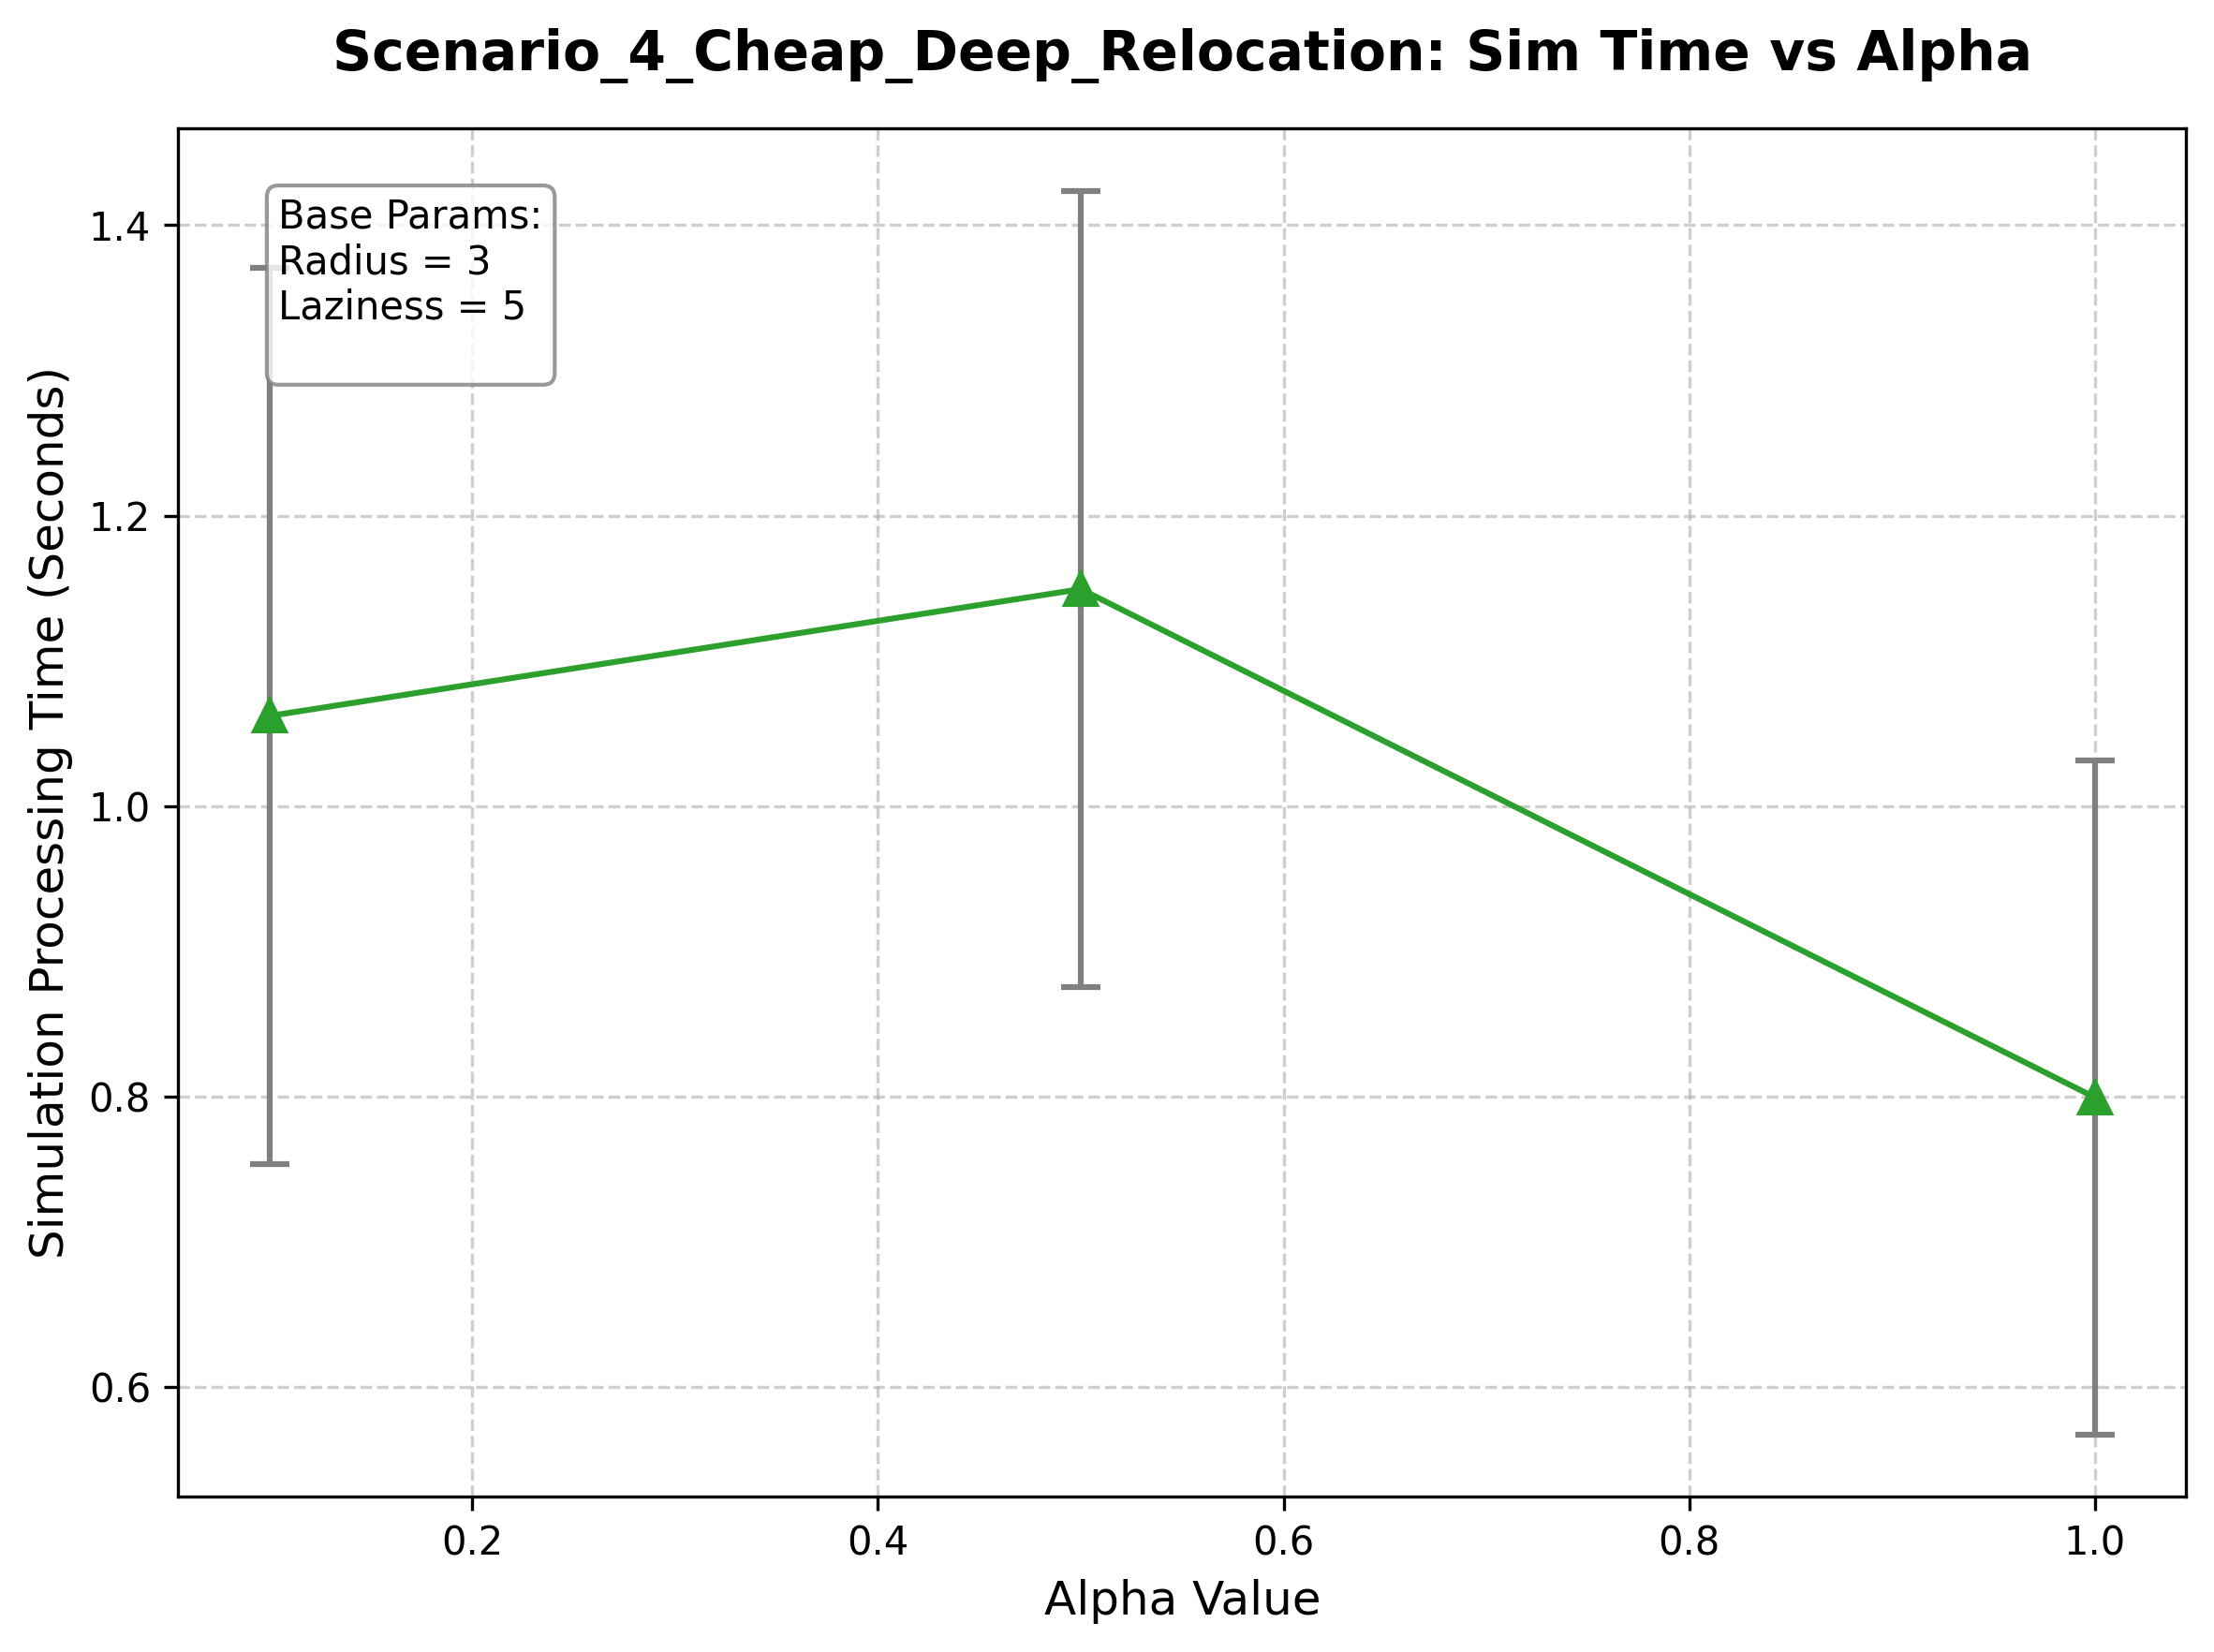 Scenario_4_Cheap_Deep_Relocation: Sim Time vs Alpha
Base Params:
Radius = 3
Laziness = 5
Simulation Processing Time (Seconds)
1.4
1.2
1.0
0.8
0.6
0.2
0.4
0.6
0.8
1.0
Alpha Value